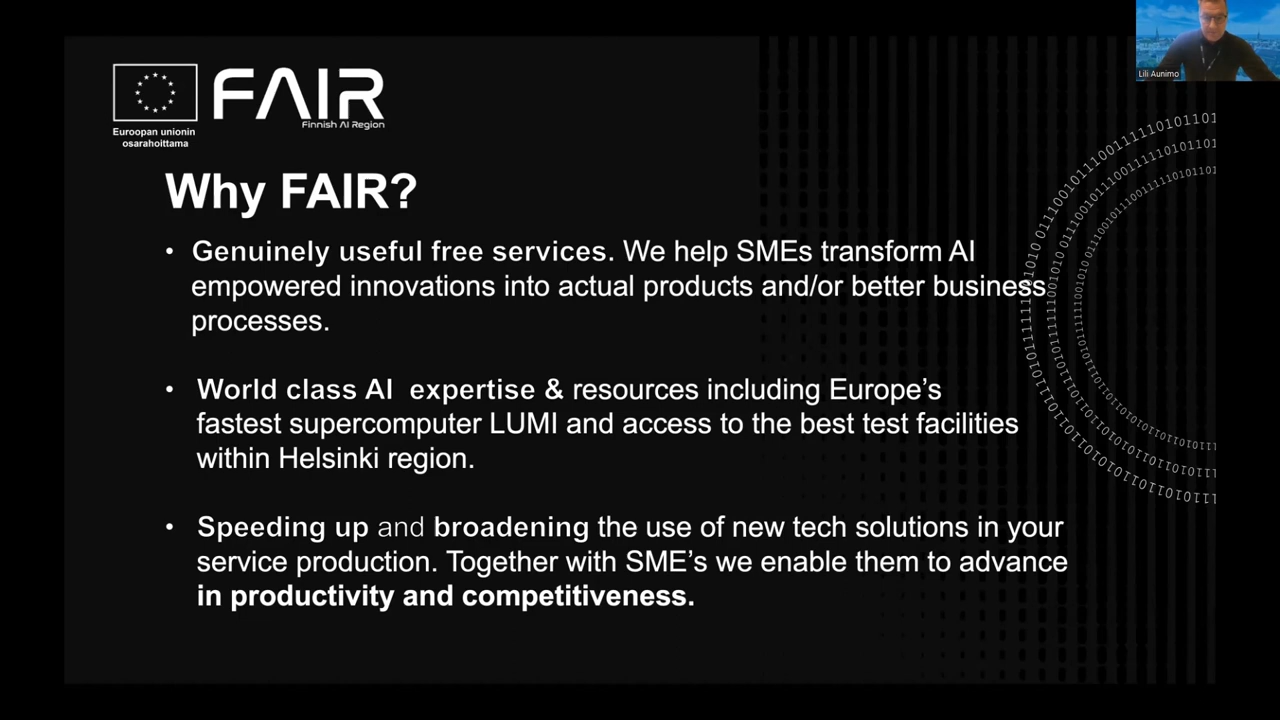 Lili Aunimo
FAIR
Finnish AI Region
Euroopan unionin
osarahoittama
Why FAIR?
• Genuinely useful free services. We help SMEs transform AI
empowered innovations into actual products and/or better business
processes.
• World class AI expertise & resources including Europe’s
fastest supercomputer LUMI and access to the best test facilities
within Helsinki region.
• Speeding up and broadening the use of new tech solutions in your
service production. Together with SME’s we enable them to advance
in productivity and competitiveness.